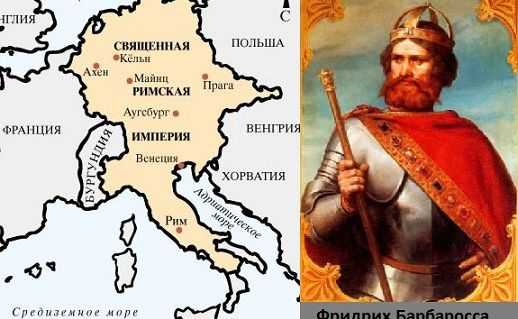 НГЛИЯ
С
ПОЛЬША
СВЯЩЕННАЯ
Кёльн
Ахен
Майнц
Прага
РИМСКАЯ
Аугсбург
ФРАНЦИЯ
ИМПЕРИЯ
ВЕНГРИЯ
БУРГУНДИЯ
Венеция
ХОРВАТИЯ
Адриатическое
море
Рим
Средиземное море
Фридрих Барбаросса